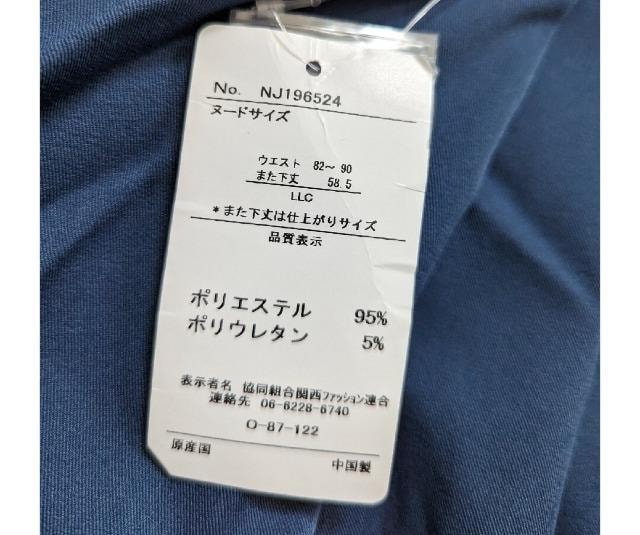 No. NJ196524
ヌードサイズ
ウエスト 82〜 90
また下丈 58.5
LLC
*また下丈は仕上がりサイズ
品質表示
ポリエステル 95%
ポリウレタン 5%
表示者名 協同組合関西ファッション連合
連絡先 06-6228-6740
O-87-122
原産国 中国製